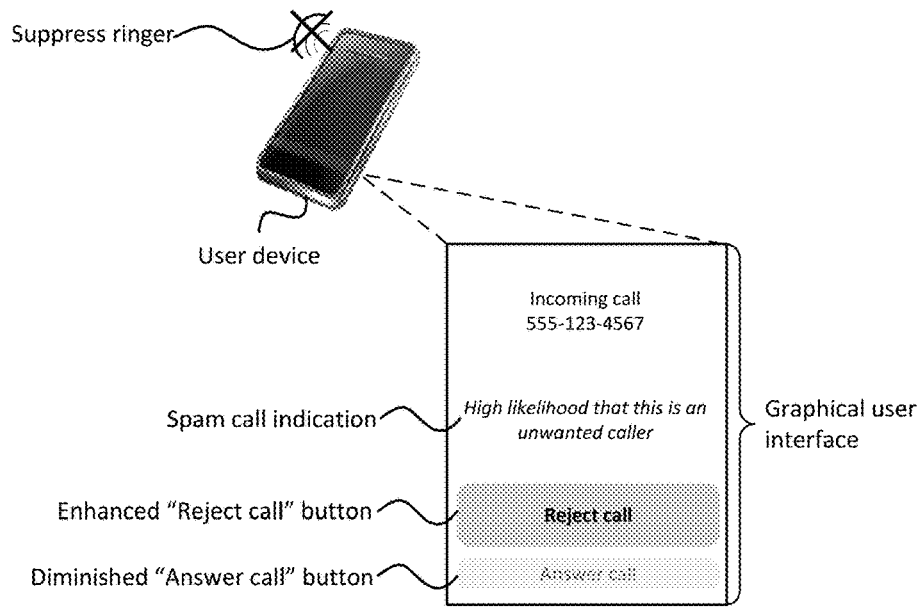 Suppress ringer
User device
Incoming call
555-123-4567
Spam call indication
High likelihood that this is an
unwanted caller
Graphical user
interface
Enhanced “Reject call” button
Reject call
Diminished “Answer call” button
Answer call